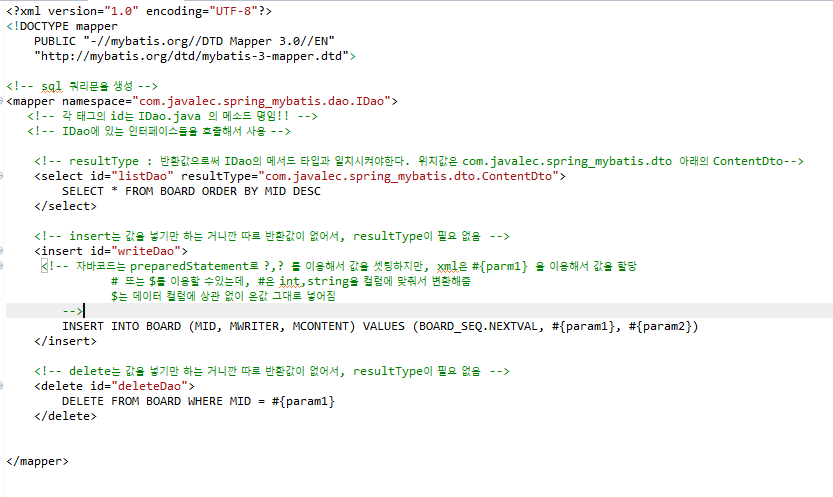 <?xml version="1.0" encoding="UTF-8"?>
<!DOCTYPE mapper
PUBLIC "-//mybatis.org//DTD Mapper 3.0//EN"
"http://mybatis.org/dtd/mybatis-3-mapper.dtd">
<!-- sql 쿼리문을 생성 -->
<mapper namespace="com.javalec.spring_mybatis.dao.IDao">
<!-- 각 태그의 id는 IDao.java 의 메소드 명임!! -->
<!-- IDao에 있는 인터페이스들을 호출해서 사용 -->
<!-- resultType : 반환값으로써 IDao의 메서드 타입과 일치시켜야한다. 위치값은 com.javalec.spring_mybatis.dto 아래의 ContentDto-->
<select id="listDao" resultType="com.javalec.spring_mybatis.dto.ContentDto">
SELECT * FROM BOARD ORDER BY MID DESC
</select>
<!-- insert는 값을 넣기만 하는 거니깐 따로 반환값이 없어서, resultType이 필요 없음 -->
<insert id="writeDao">
<!-- 자바코드는 preparedStatement로 ?,? 를 이용해서 값을 셋팅하지만, xml은 #{parm1} 을 이용해서 값을 할당
# 또는 $를 이용할 수있는데, #은 int,string을 컬럼에 맞춰서 변환해줌
$는 데이터 컬럼에 상관 없이 온값 그대로 넣어짐
-->
INSERT INTO BOARD (MID, MWRITER, MCONTENT) VALUES (BOARD_SEQ.NEXTVAL, #{param1}, #{param2})
</insert>
<!-- delete는 값을 넣기만 하는 거니깐 따로 반환값이 없어서, resultType이 필요 없음 -->
<delete id="deleteDao">
DELETE FROM BOARD WHERE MID = #{param1}
</delete>
</mapper>